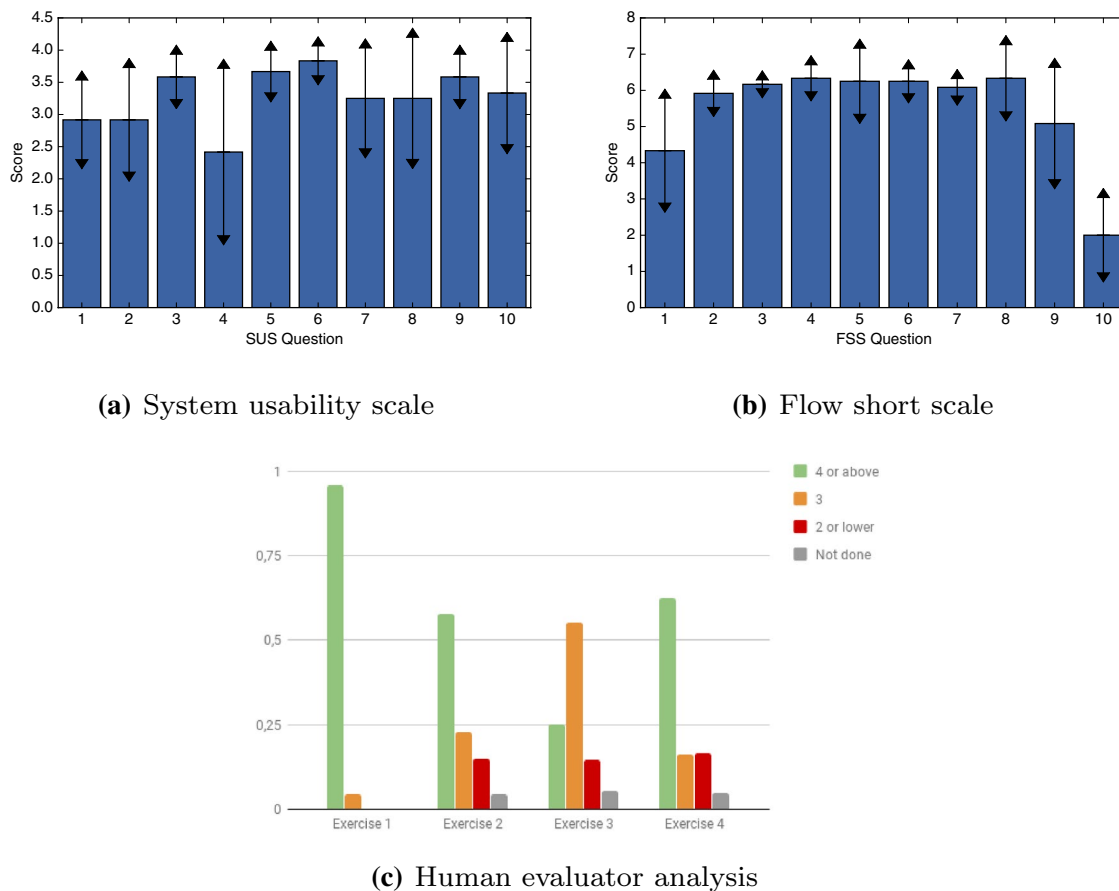 4.5
4.0
3.5
3.0
2.5
2.0
1.5
1.0
0.5
0.0
Score
1 2 3 4 5 6 7 8 9 10
SUS Question
(a) System usability scale
8
7
6
5
4
3
2
1
0
Score
1 2 3 4 5 6 7 8 9 10
FSS Question
(b) Flow short scale
1
0,75
0,5
0,25
0
Exercise 1 Exercise 2 Exercise 3 Exercise 4
4 or above
3
2 or lower
Not done
(c) Human evaluator analysis